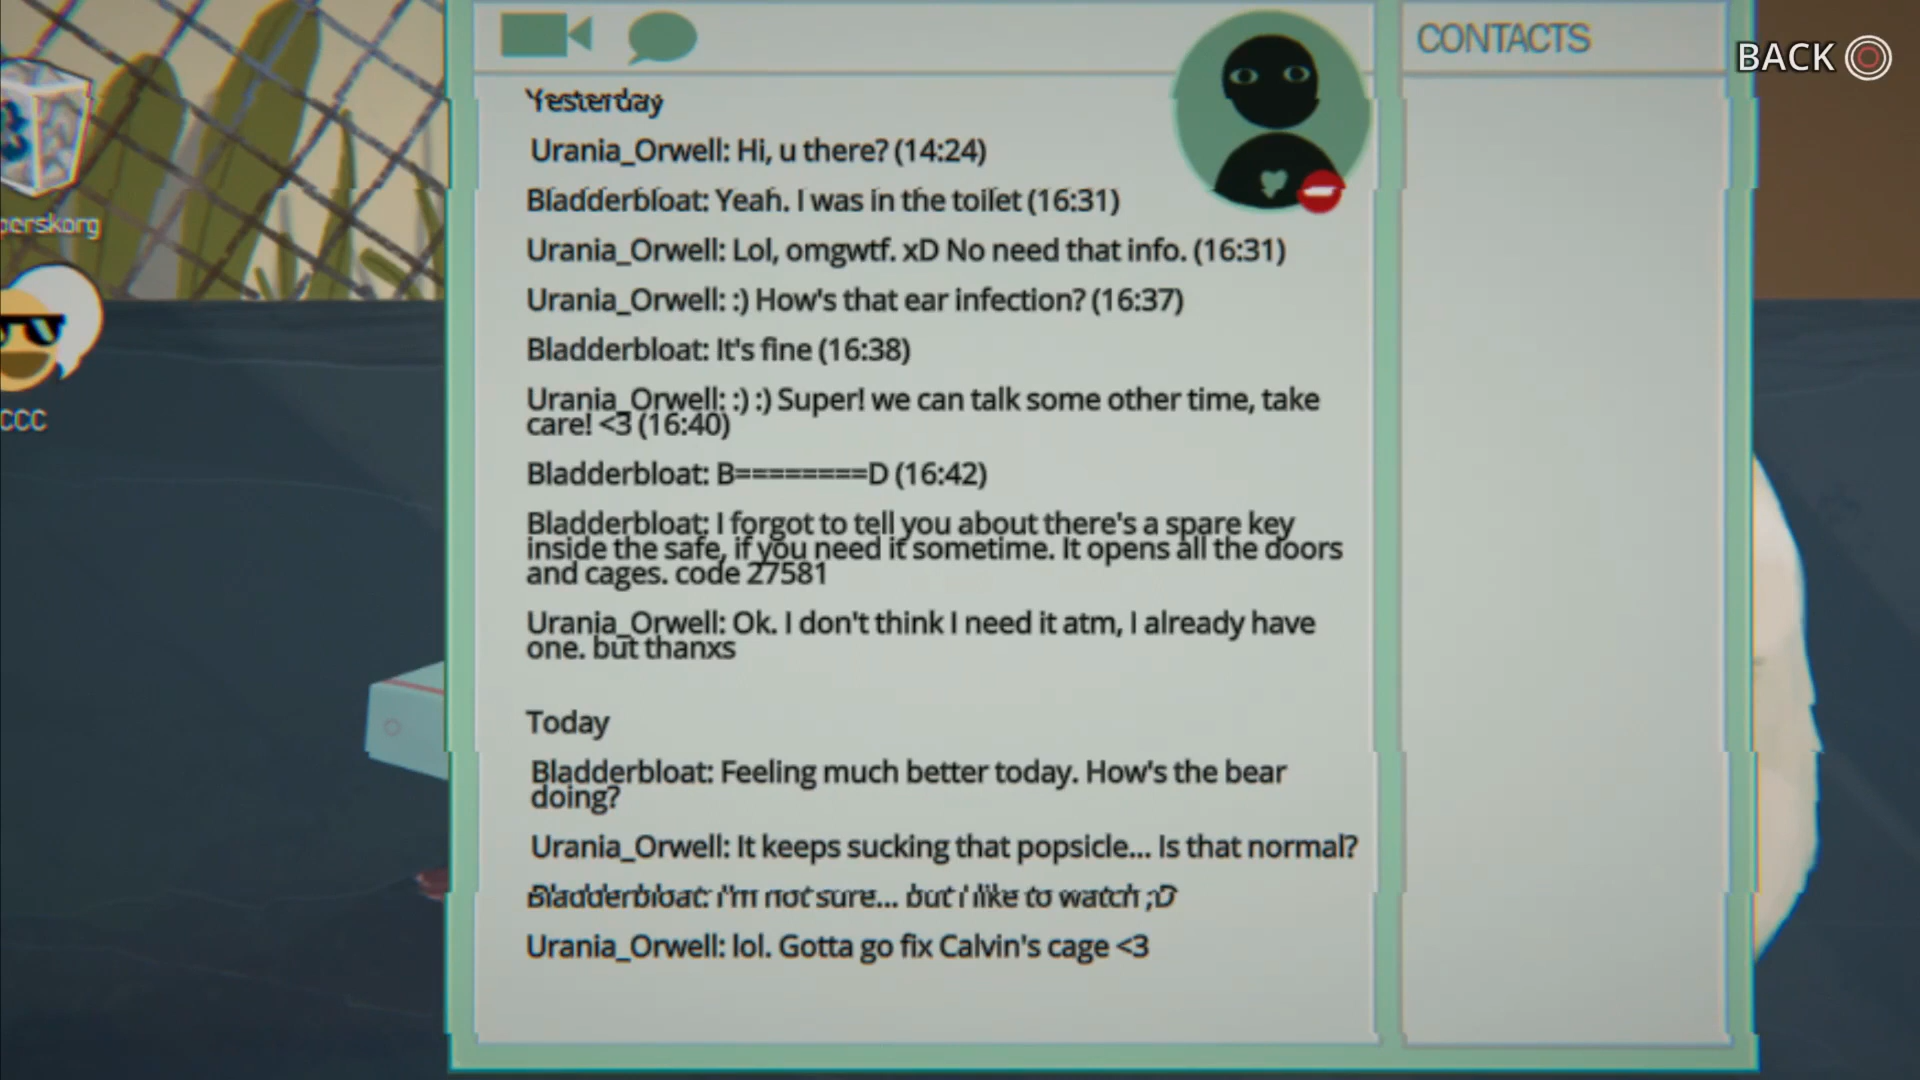 CONTACTS
BACK
Yesterday
Urania_Orwell: Hi, u there? (14:24)
Bladderbloat: Yeah. I was in the toilet (16:31)
Urania_Orwell: Lol, omgwtf. xD No need that info. (16:31)
Urania_Orwell: :) How's that ear infection? (16:37)
Bladderbloat: It's fine (16:38)
Urania_Orwell: :) :) Super! we can talk some other time, take
care! <3 (16:40)
Bladderbloat: B========D (16:42)
Bladderbloat: I forgot to tell you about there's a spare key
inside the safe, if you need it sometime. It opens all the doors
and cages. code 27581
Urania_Orwell: Ok. I don't think I need it atm, I already have
one. but thanxs
Today
Bladderbloat: Feeling much better today. How's the bear
doing?
Urania_Orwell: It keeps sucking that popsicle... Is that normal?
Bladderbloat: i'm not sure... but i like to watch ;D
Urania_Orwell: lol. Gotta go fix Calvin's cage <3
perskorg
ccc